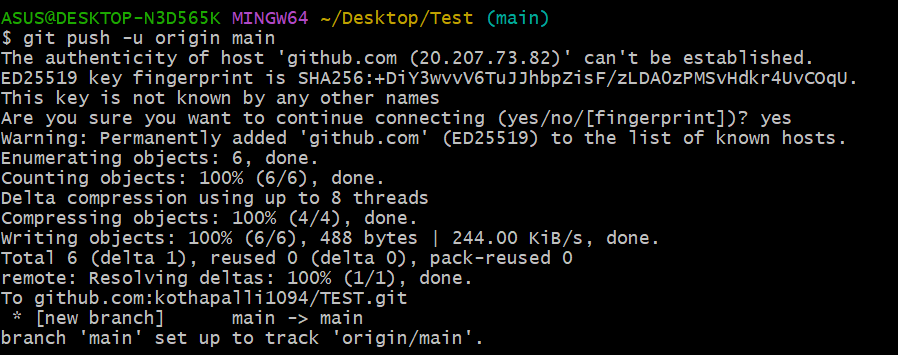 ASUS@DESKTOP-N3D565K MINGW64 ~/Desktop/Test (main)
$ git push -u origin main
The authenticity of host 'github.com (20.207.73.82)' can't be established.
ED25519 key fingerprint is SHA256:+DiY3wvvV6TuJJhbpZisF/zLDA0zPMSvHdkr4UvCOqU.
This key is not known by any other names
Are you sure you want to continue connecting (yes/no/[fingerprint])? yes
Warning: Permanently added 'github.com' (ED25519) to the list of known hosts.
Enumerating objects: 6, done.
Counting objects: 100% (6/6), done.
Delta compression using up to 8 threads
Compressing objects: 100% (4/4), done.
Writing objects: 100% (6/6), 488 bytes | 244.00 KiB/s, done.
Total 6 (delta 1), reused 0 (delta 0), pack-reused 0
remote: Resolving deltas: 100% (1/1), done.
To github.com:kothapalli1094/TEST.git
 * [new branch]      main -> main
branch 'main' set up to track 'origin/main'.